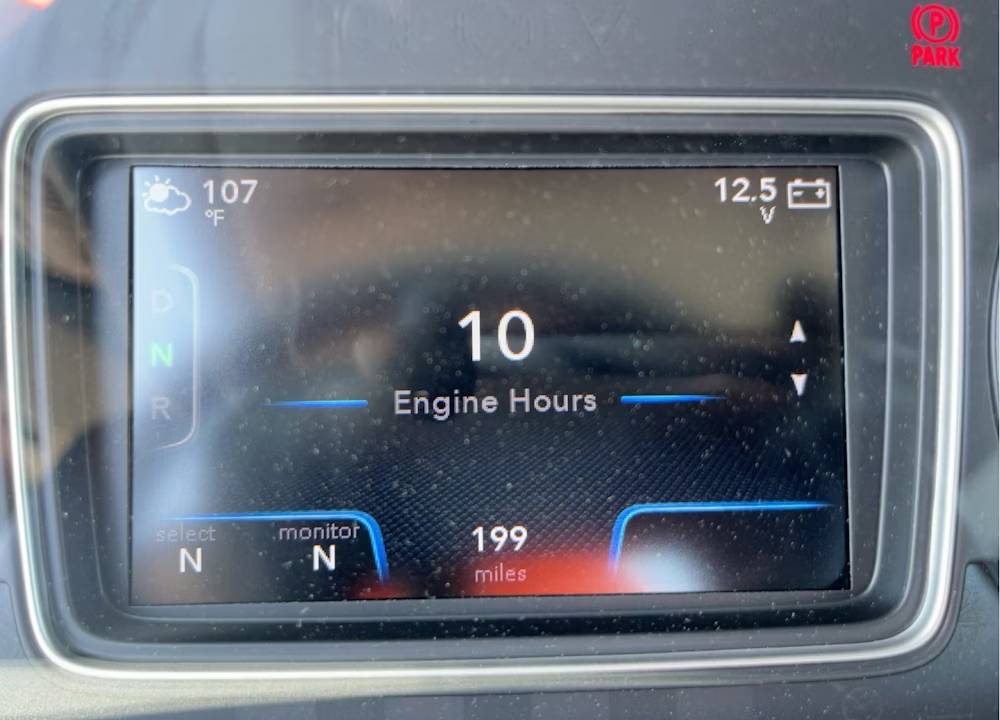 P
PARK
107
°F
12.5
V
D
N
R
10
Engine Hours
select
N
monitor
N
199
miles